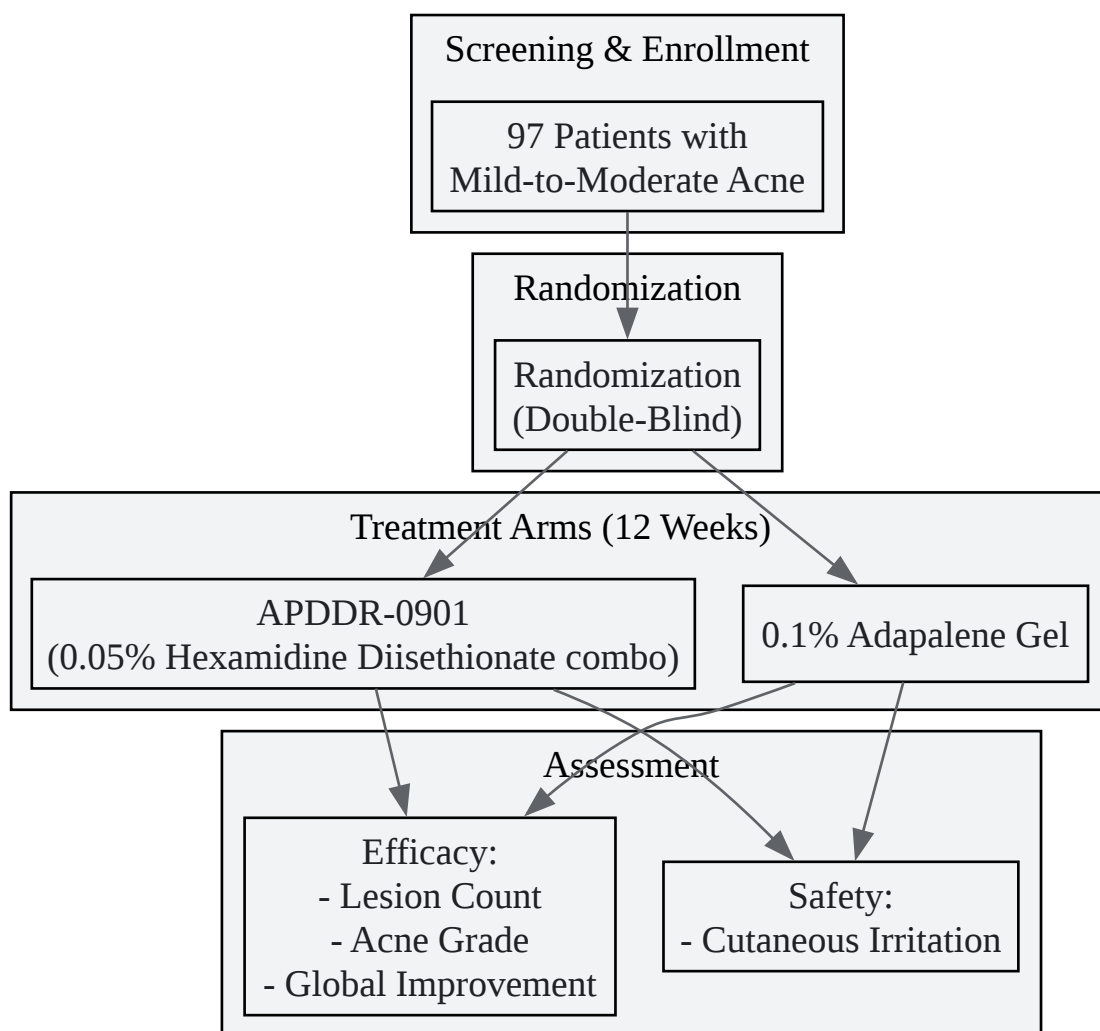 Screening & Enrollment
97 Patients with
Mild-to-Moderate Acne
Randomization
Randomization
(Double-Blind)
Treatment Arms (12 Weeks)
APDDR-0901
(0.05% Hexamidine Diisethionate combo)
0.1% Adapalene Gel
Assessment
Efficacy:
- Lesion Count
- Acne Grade
- Global Improvement
Safety:
- Cutaneous Irritation